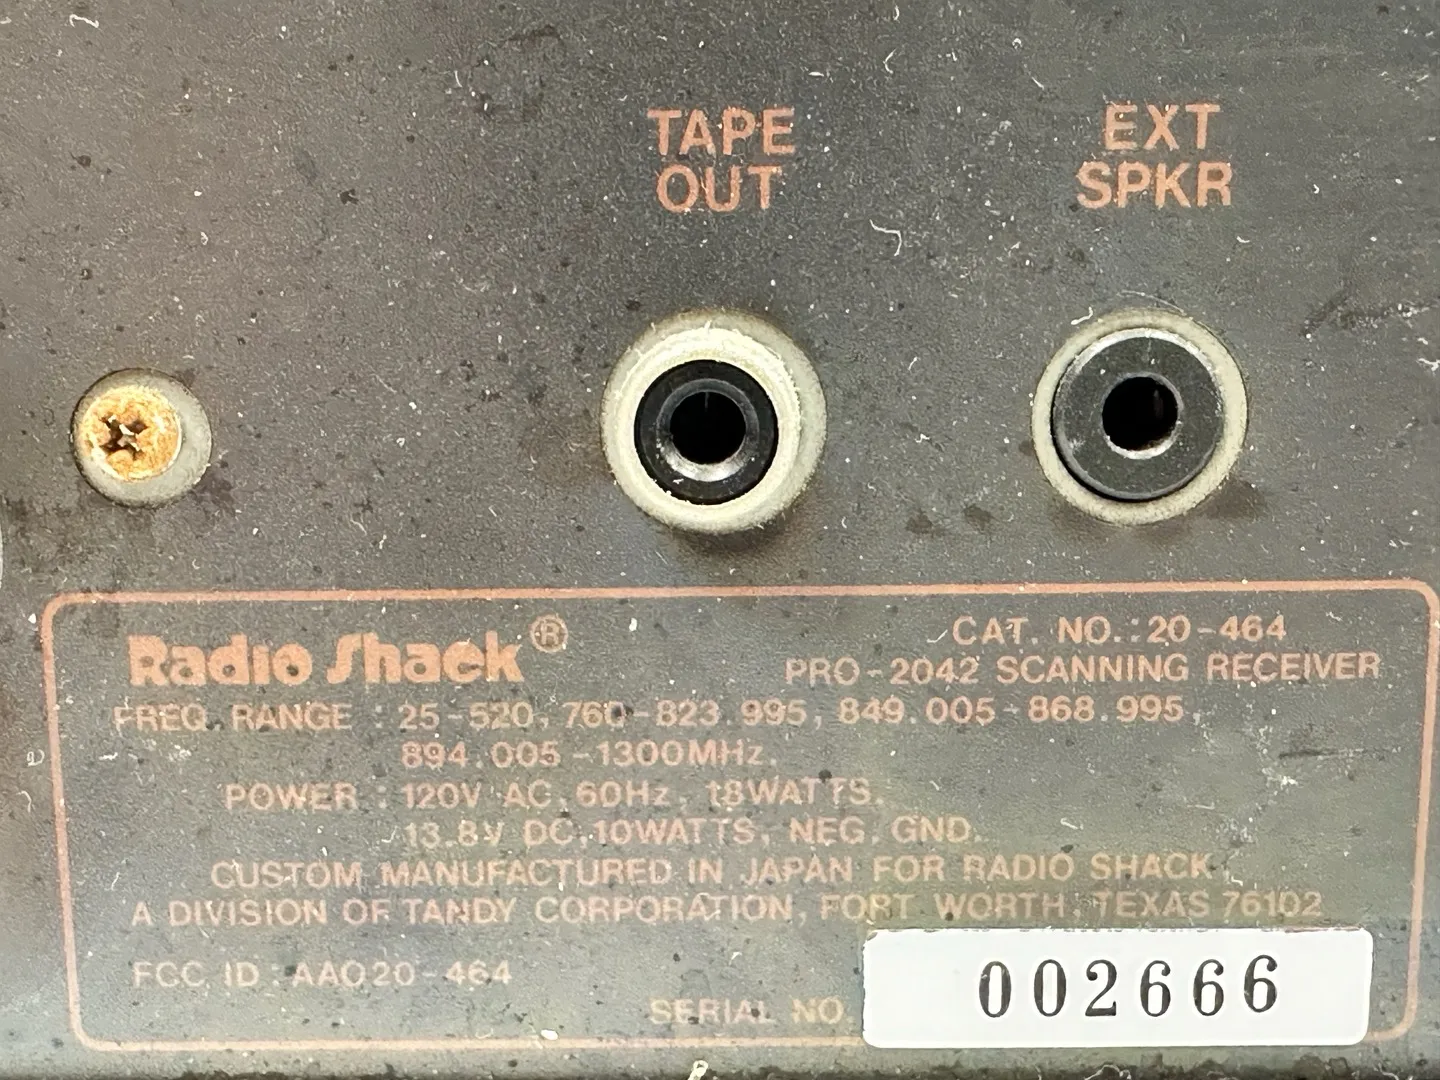 TAPE
OUT
EXT
SPKR
Radio Shack®
CAT. NO.: 20-464
PRO-2042 SCANNING RECEIVER
FREQ. RANGE : 25-520, 760-823.995, 849.005-868.995
894.005-1300MHz.
POWER : 120V AC, 60Hz, 18WATTS.
13.8V DC, 10WATTS, NEG. GND.
CUSTOM MANUFACTURED IN JAPAN FOR RADIO SHACK
A DIVISION OF TANDY CORPORATION, FORT WORTH, TEXAS 76102
FCC ID : AAO20-464
SERIAL NO. 002666